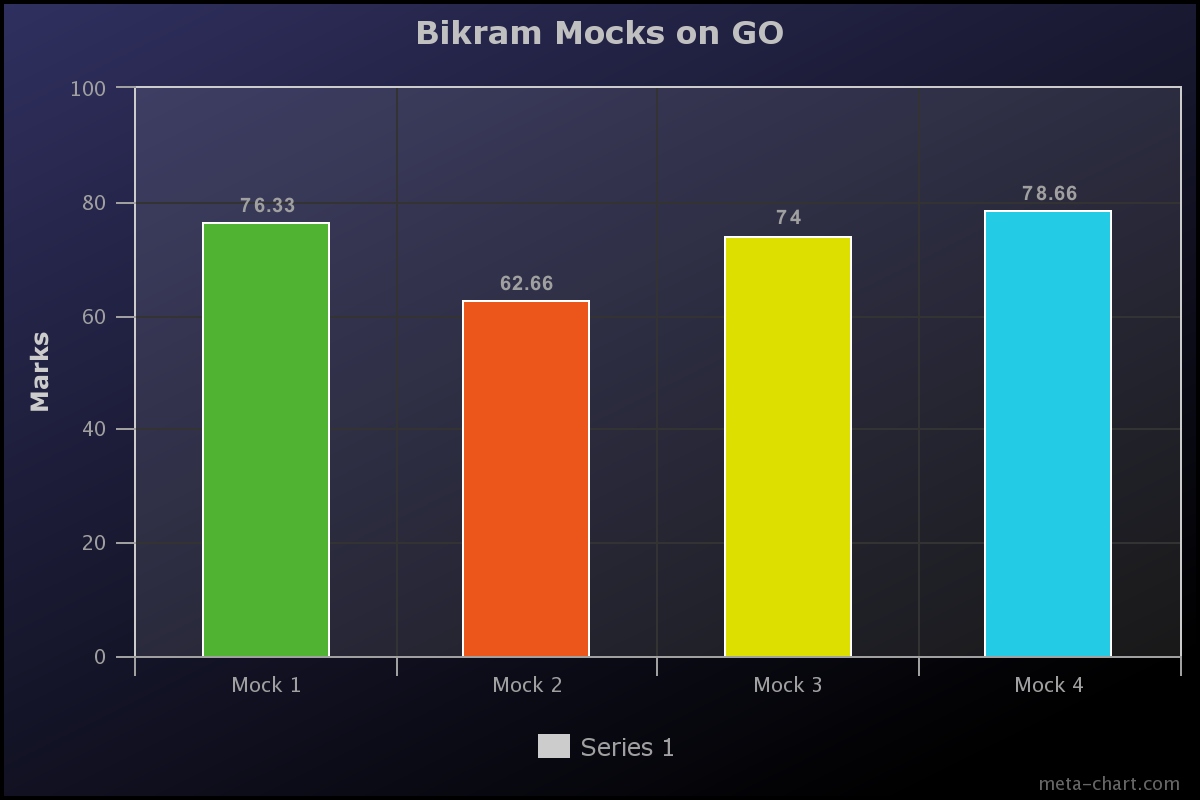 Bikram Mocks on GO
100
80
60
40
20
0
Marks
76.33
62.66
74
78.66
Mock 1
Mock 2
Mock 3
Mock 4
Series 1
meta-chart.com